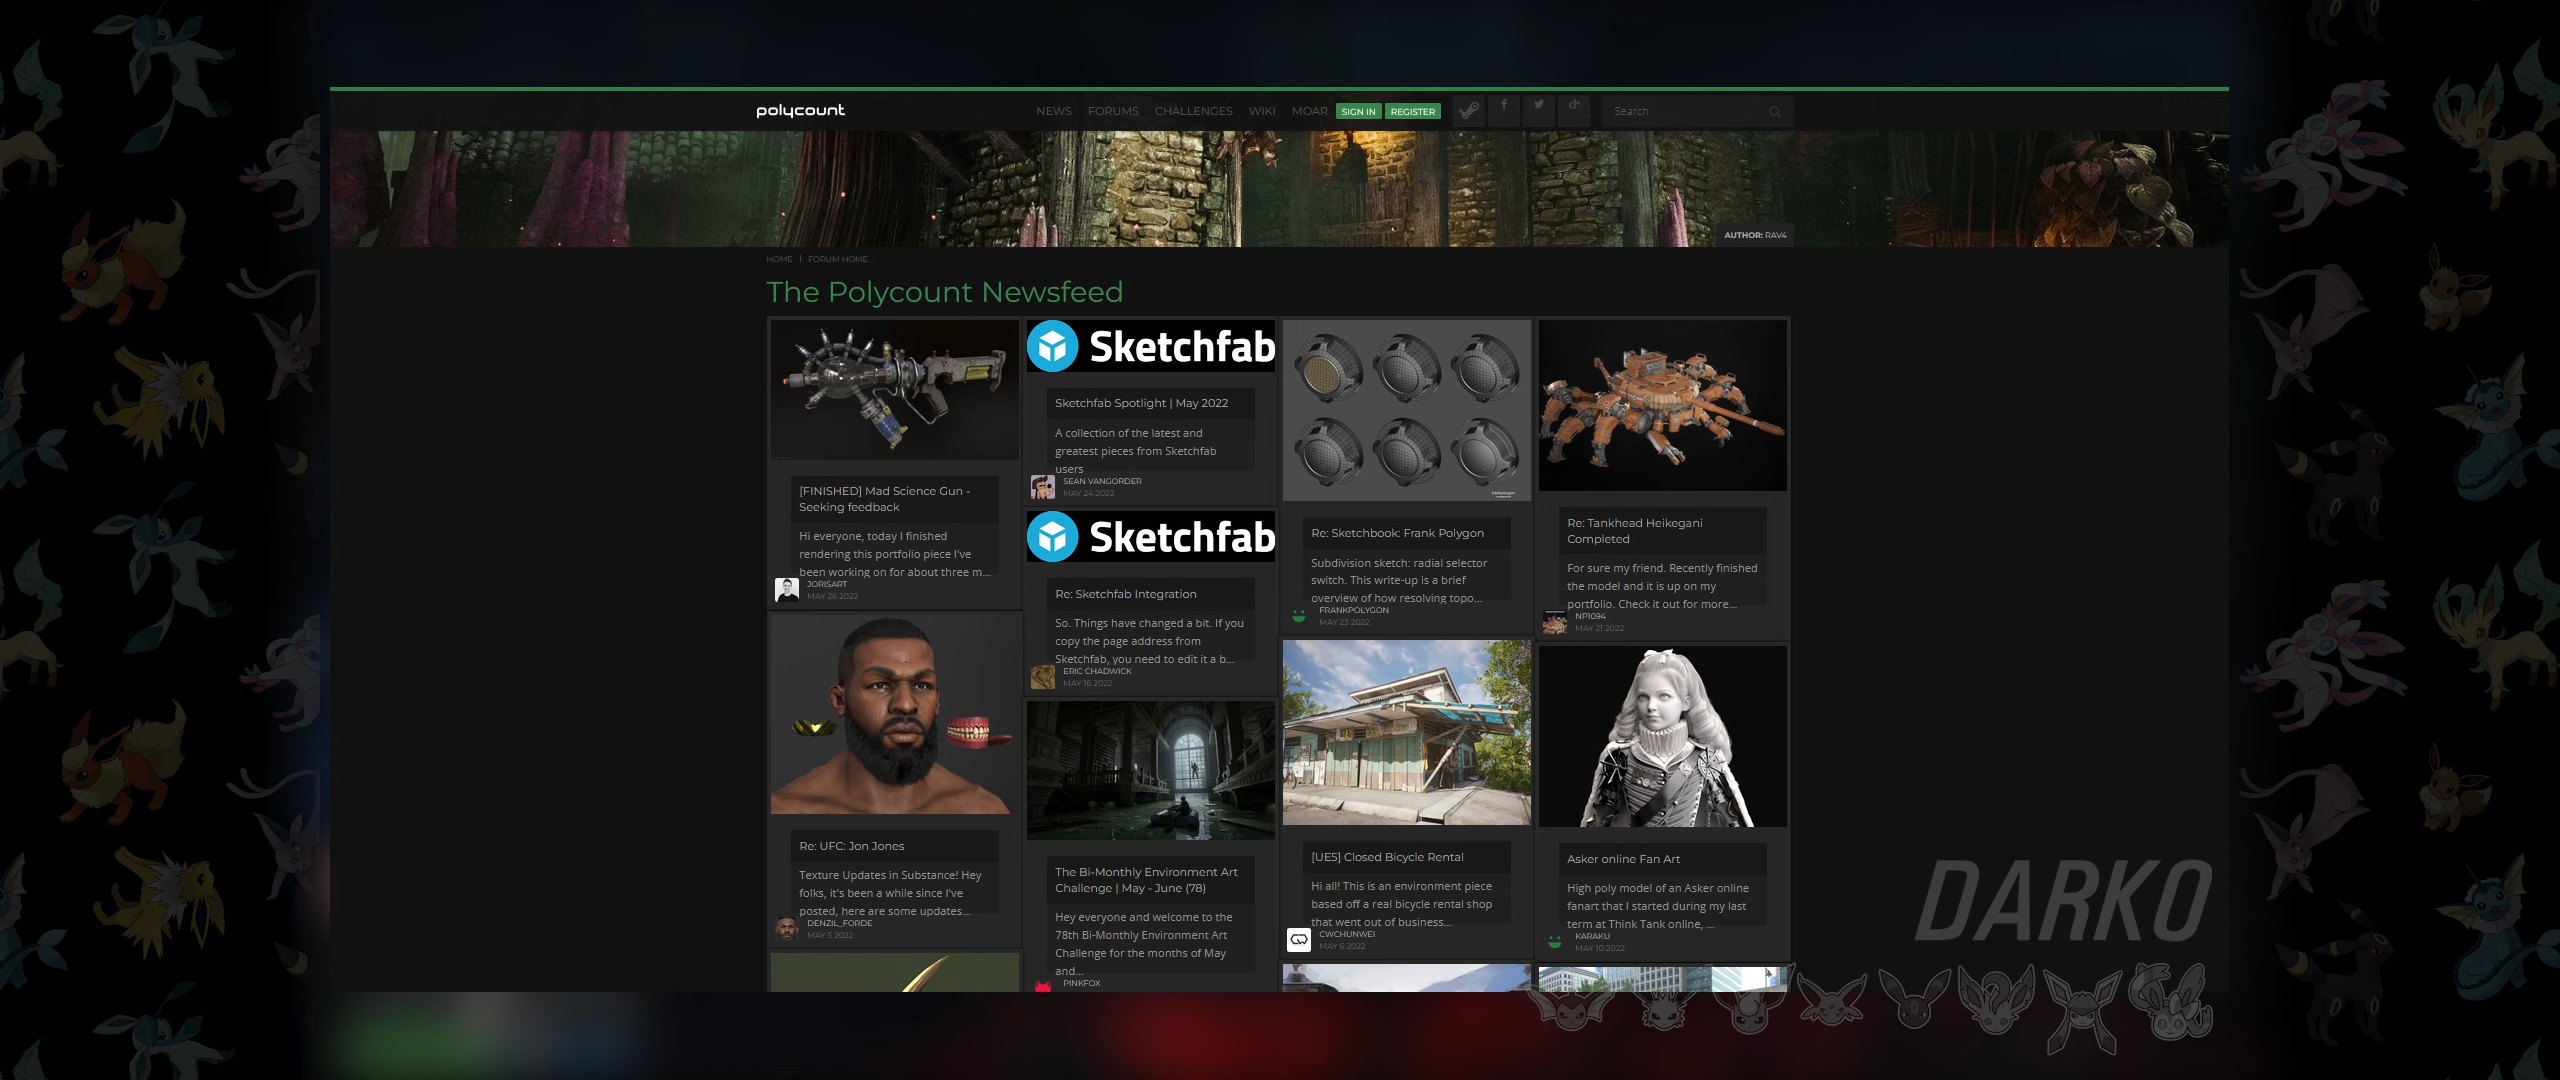 polycount
NEWS FORUMS CHALLENGES WIKI MOAR SIGN IN REGISTER Search
AUTHOR: RAV4
HOME | FORUM HOME
The Polycount Newsfeed
[FINISHED] Mad Science Gun -
Seeking feedback
Hi everyone, today I finished
rendering this portfolio piece I've
been working on for about three m...
JORISART
MAY 26 2022
Re: UFC: Jon Jones
Texture Updates in Substance! Hey
folks, it's been a while since I've
posted, here are some updates...
DENZIL_FORDE
MAY 5 2022
Sketchfab
Sketchfab Spotlight | May 2022
A collection of the latest and
greatest pieces from Sketchfab
users
SEAN VANGORDER
MAY 24 2022
Sketchfab
Re: Sketchfab Integration
So. Things have changed a bit. If you
copy the page address from
Sketchfab, you need to edit it a b...
ERIC CHADWICK
MAY 16 2022
The Bi-Monthly Environment Art
Challenge | May - June (78)
Hey everyone and welcome to the
78th Bi-Monthly Environment Art
Challenge for the months of May
and...
PINKFOX
Re: Sketchbook: Frank Polygon
Subdivision sketch: radial selector
switch. This write-up is a brief
overview of how resolving topo...
FRANKPOLYGON
MAY 23 2022
[UE5] Closed Bicycle Rental
Hi all! This is an environment piece
based off a real bicycle rental shop
that went out of business...
CWCHUNWEI
MAY 6 2022
Re: Tankhead Heikegani
Completed
For sure my friend. Recently finished
the model and it is up on my
portfolio. Check it out for more...
NP1094
MAY 21 2022
Asker online Fan Art
High poly model of an Asker online
fanart that I started during my last
term at Think Tank online, ...
KARAKU
MAY 10 2022
DARKO